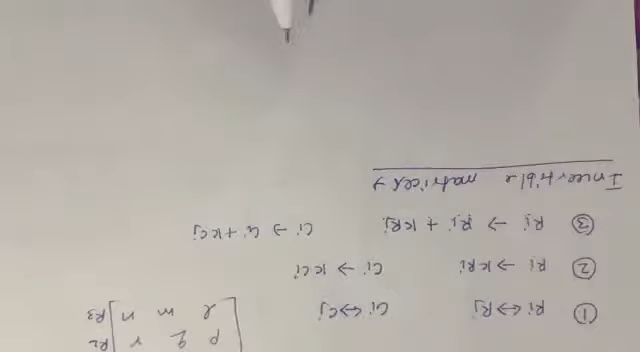 [ p q r ] R2
[ l m n ] R3
① Ri ↔ Rj Ci ↔ Cj
② Ri → KRi Ci → KCi
③ Ri → Ri + KRj Ci → Ci + KCj
Invertible matrices →